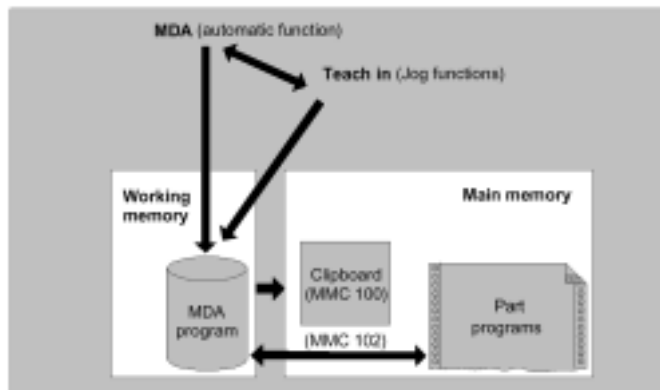 MDA (automatic function)
Teach in (Jog functions)
Working
memory
Main memory
Clipboard
(MMC 100)
MDA
program
Part
programs
(MMC 102)